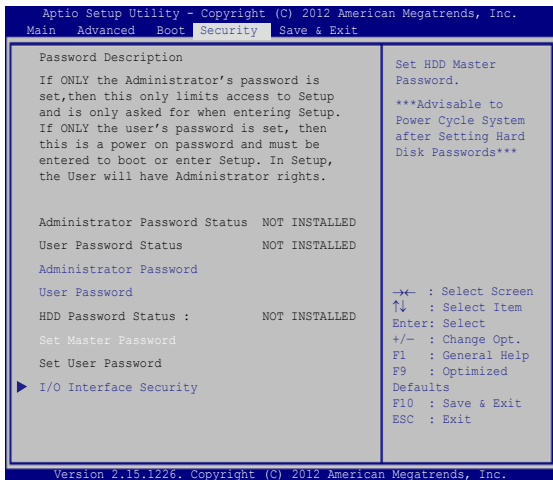 Aptio Setup Utility - Copyright (C) 2012 American Megatrends, Inc.
Main Advanced Boot Security Save & Exit
Password Description
If ONLY the Administrator's password is
set,then this only limits access to Setup
and is only asked for when entering Setup.
If ONLY the user's password is set, then
this is a power on password and must be
entered to boot or enter Setup. In Setup,
the User will have Administrator rights.
Administrator Password Status NOT INSTALLED
User Password Status NOT INSTALLED
Administrator Password
User Password
HDD Password Status : NOT INSTALLED
Set Master Password
Set User Password
I/O Interface Security
Set HDD Master
Password.
***Advisable to
Power Cycle System
after Setting Hard
Disk Passwords***
→← : Select Screen
↑↓ : Select Item
Enter: Select
+/— : Change Opt.
F1 : General Help
F9 : Optimized
Defaults
F10 : Save & Exit
ESC : Exit
Version 2.15.1226. Copyright (C) 2012 American Megatrends, Inc.